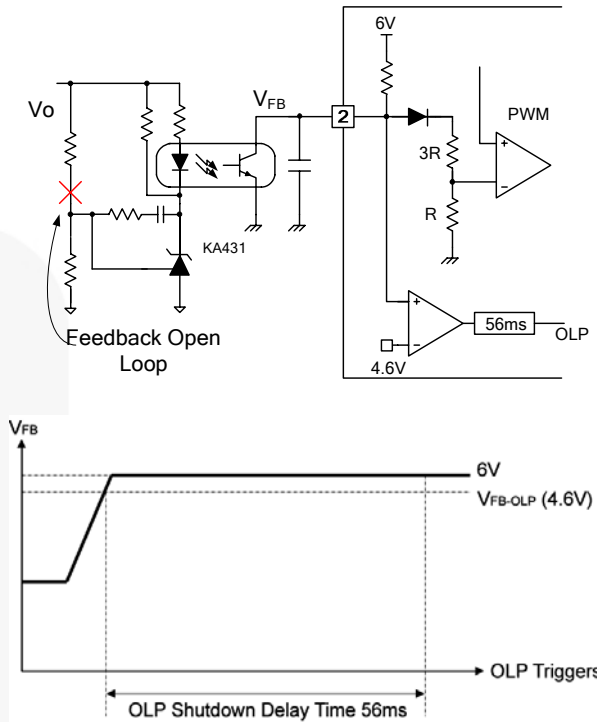 6V
Vo
VFB
2
PWM
3R
R
KA431
Feedback Open
Loop
56ms
OLP
4.6V
+
−
+
−
VFB
6V
VFB-OLP (4.6V)
OLP Triggers
OLP Shutdown Delay Time 56ms